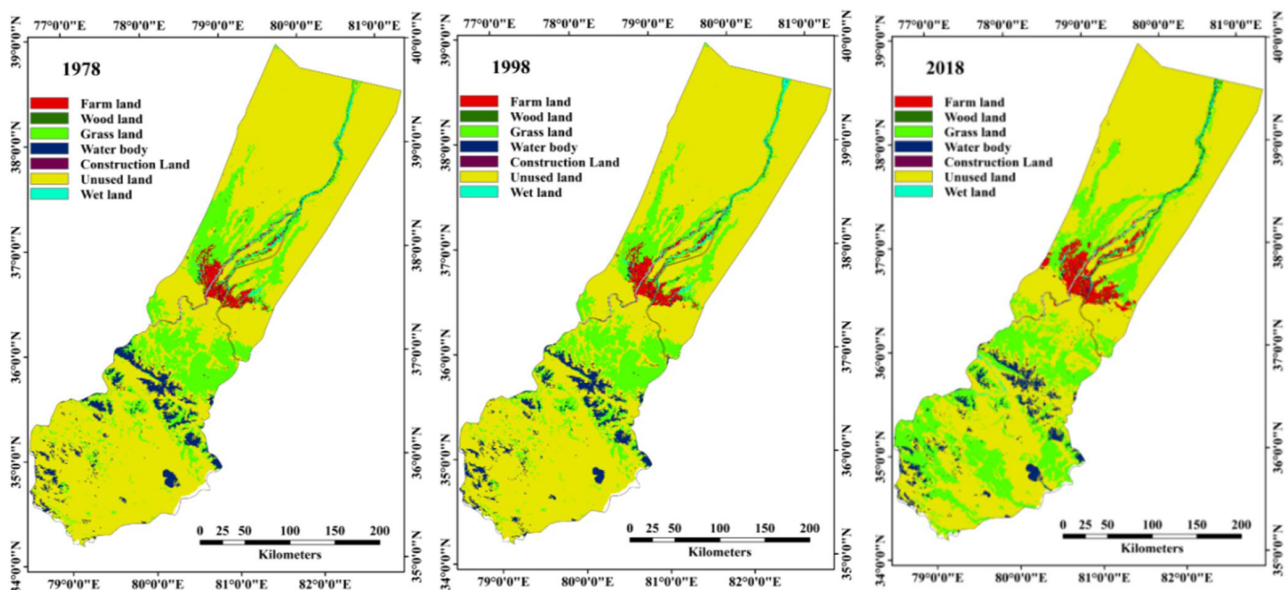 77°0'0"E 78°0'0"E 79°0'0"E 80°0'0"E 81°0'0"E
1978
Farm land
Wood land
Grass land
Water body
Construction Land
Unused land
Wet land
39°0'0"N
38°0'0"N
37°0'0"N
36°0'0"N
35°0'0"N
34°0'0"N
40°0'0"N
39°0'0"N
38°0'0"N
37°0'0"N
36°0'0"N
35°0'0"N
0 25 50 100 150 200
Kilometers
79°0'0"E 80°0'0"E 81°0'0"E 82°0'0"E
77°0'0"E 78°0'0"E 79°0'0"E 80°0'0"E 81°0'0"E
1998
Farm land
Wood land
Grass land
Water body
Construction Land
Unused land
Wet land
39°0'0"N
38°0'0"N
37°0'0"N
36°0'0"N
35°0'0"N
34°0'0"N
40°0'0"N
39°0'0"N
38°0'0"N
37°0'0"N
36°0'0"N
35°0'0"N
0 25 50 100 150 200
Kilometers
79°0'0"E 80°0'0"E 81°0'0"E 82°0'0"E
77°0'0"E 78°0'0"E 79°0'0"E 80°0'0"E 81°0'0"E
2018
Farm land
Wood land
Grass land
Water body
Construction Land
Unused land
Wet land
39°0'0"N
38°0'0"N
37°0'0"N
36°0'0"N
35°0'0"N
34°0'0"N
40°0'0"N
39°0'0"N
38°0'0"N
37°0'0"N
36°0'0"N
35°0'0"N
0 25 50 100 150 200
Kilometers
79°0'0"E 80°0'0"E 81°0'0"E 82°0'0"E